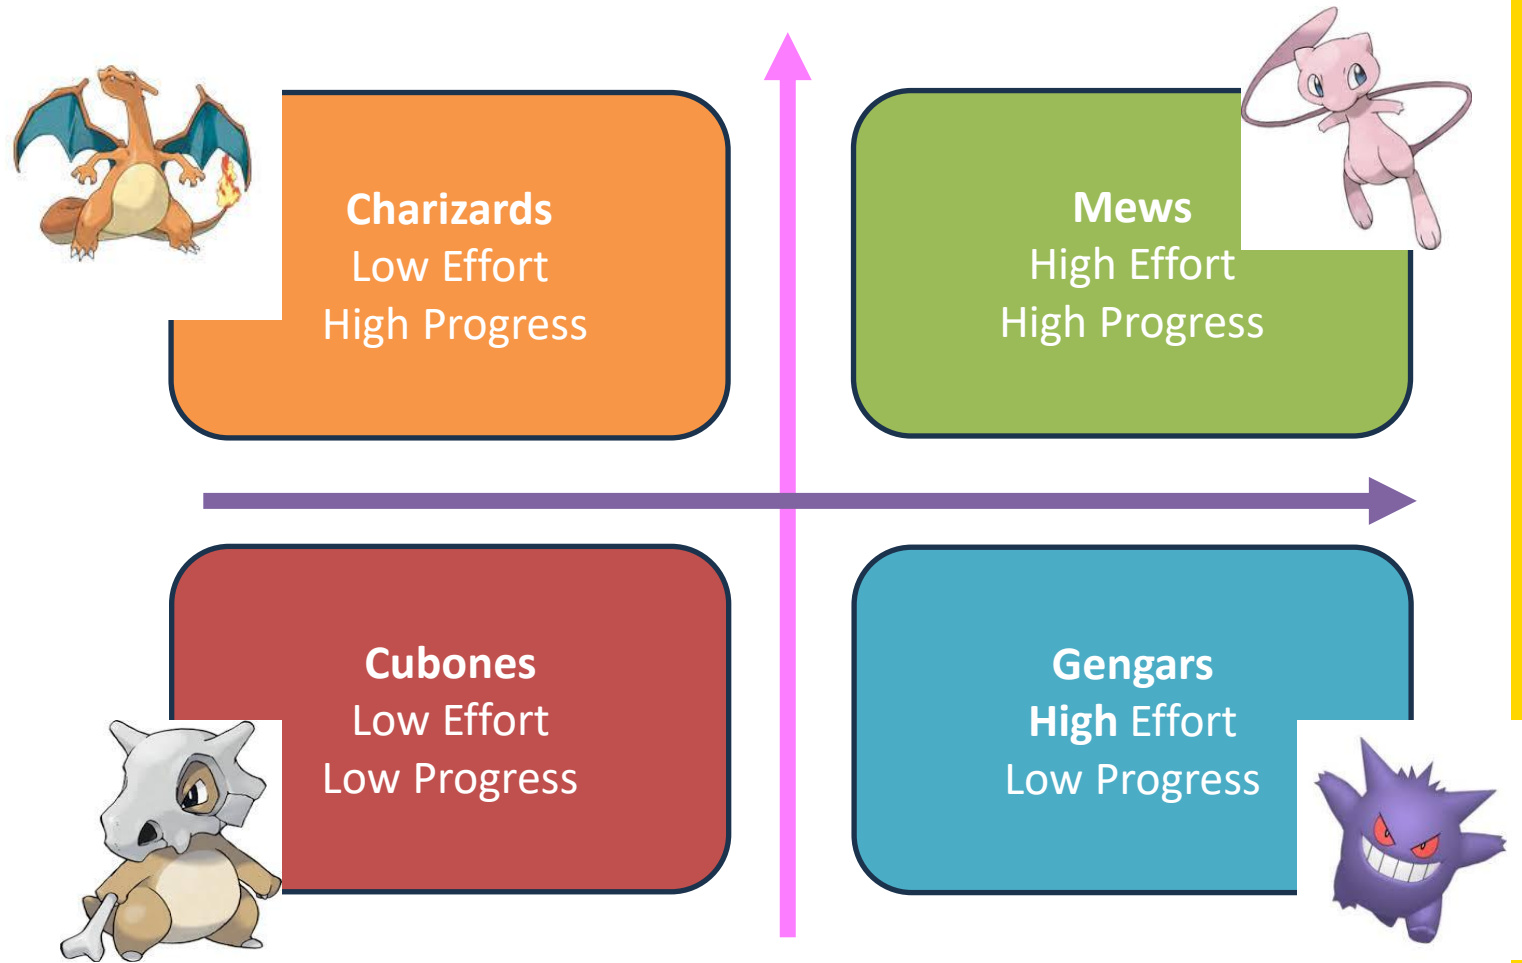 Charizards
Low Effort
High Progress
Mews
High Effort
High Progress
Cubones
Low Effort
Low Progress
Gengars
High Effort
Low Progress